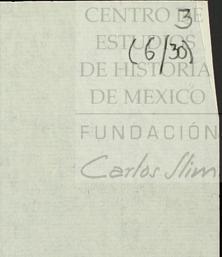 3
(6/30)
CENTRO DE
ESTUDIOS
DE HISTORIA
DE MEXICO
FUNDACIÓN
Carlos Slim